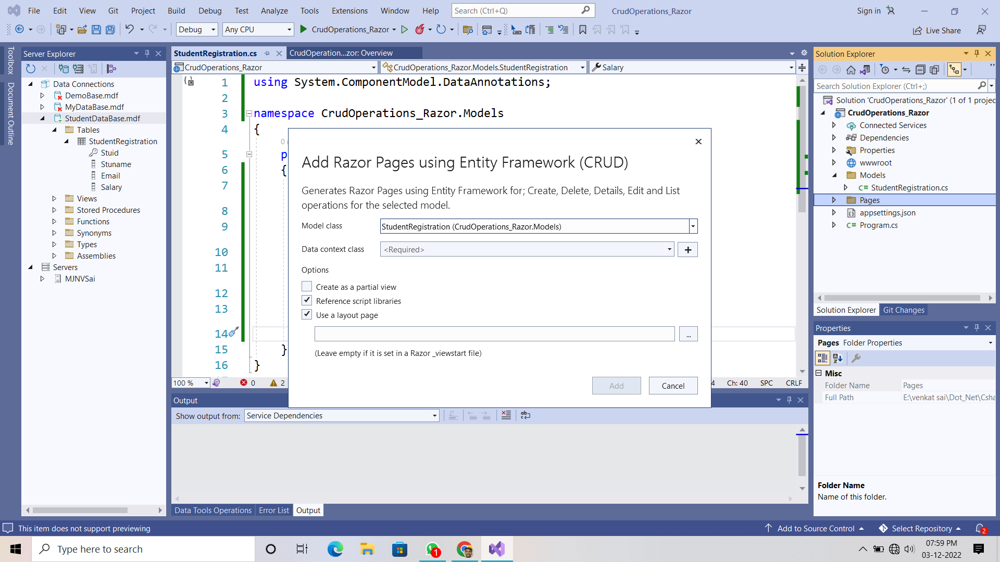 File Edit View Git Project Build Debug Test Analyze Tools Extensions Window Help Search (Ctrl+Q) CrudOperations_Razor Sign in
Debug Any CPU CrudOperations_Razor Live Share
Toolbox
Document Outline
Server Explorer
Data Connections
DemoBase.mdf
MyDataBase.mdf
StudentDataBase.mdf
Tables
StudentRegistration
Stuid
Stuname
Email
Salary
Views
Stored Procedures
Functions
Synonyms
Types
Assemblies
Servers
MJNVSai
StudentRegistration.cs CrudOperation...zor: Overview
CrudOperations_Razor CrudOperations_Razor.Models.StudentRegistration Salary
1 using System.ComponentModel.DataAnnotations;
2
3 namespace CrudOperations_Razor.Models
4 {
0
5 p
6 {
7
8
9
10
11
12
13
14
15 }
16 }
100 % 0 2 4 Ch: 40 SPC CRLF
Add Razor Pages using Entity Framework (CRUD)
Generates Razor Pages using Entity Framework for; Create, Delete, Details, Edit and List
operations for the selected model.
Model class StudentRegistration (CrudOperations_Razor.Models)
Data context class <Required>
Options
Create as a partial view
Reference script libraries
Use a layout page
...
(Leave empty if it is set in a Razor _viewstart file)
Add Cancel
Output
Show output from: Service Dependencies
Data Tools Operations Error List Output
Solution Explorer
Search Solution Explorer (Ctrl+;)
Solution 'CrudOperations_Razor' (1 of 1 projec
CrudOperations_Razor
Connected Services
Dependencies
Properties
wwwroot
Models
C# StudentRegistration.cs
Pages
appsettings.json
C# Program.cs
Solution Explorer Git Changes
Properties
Pages Folder Properties
Misc
Folder Name Pages
Full Path E:\venkat sai\Dot_Net\Csha
Folder Name
Name of this folder.
This item does not support previewing Add to Source Control Select Repository 2
Type here to search 1 07:59 PM
03-12-2022